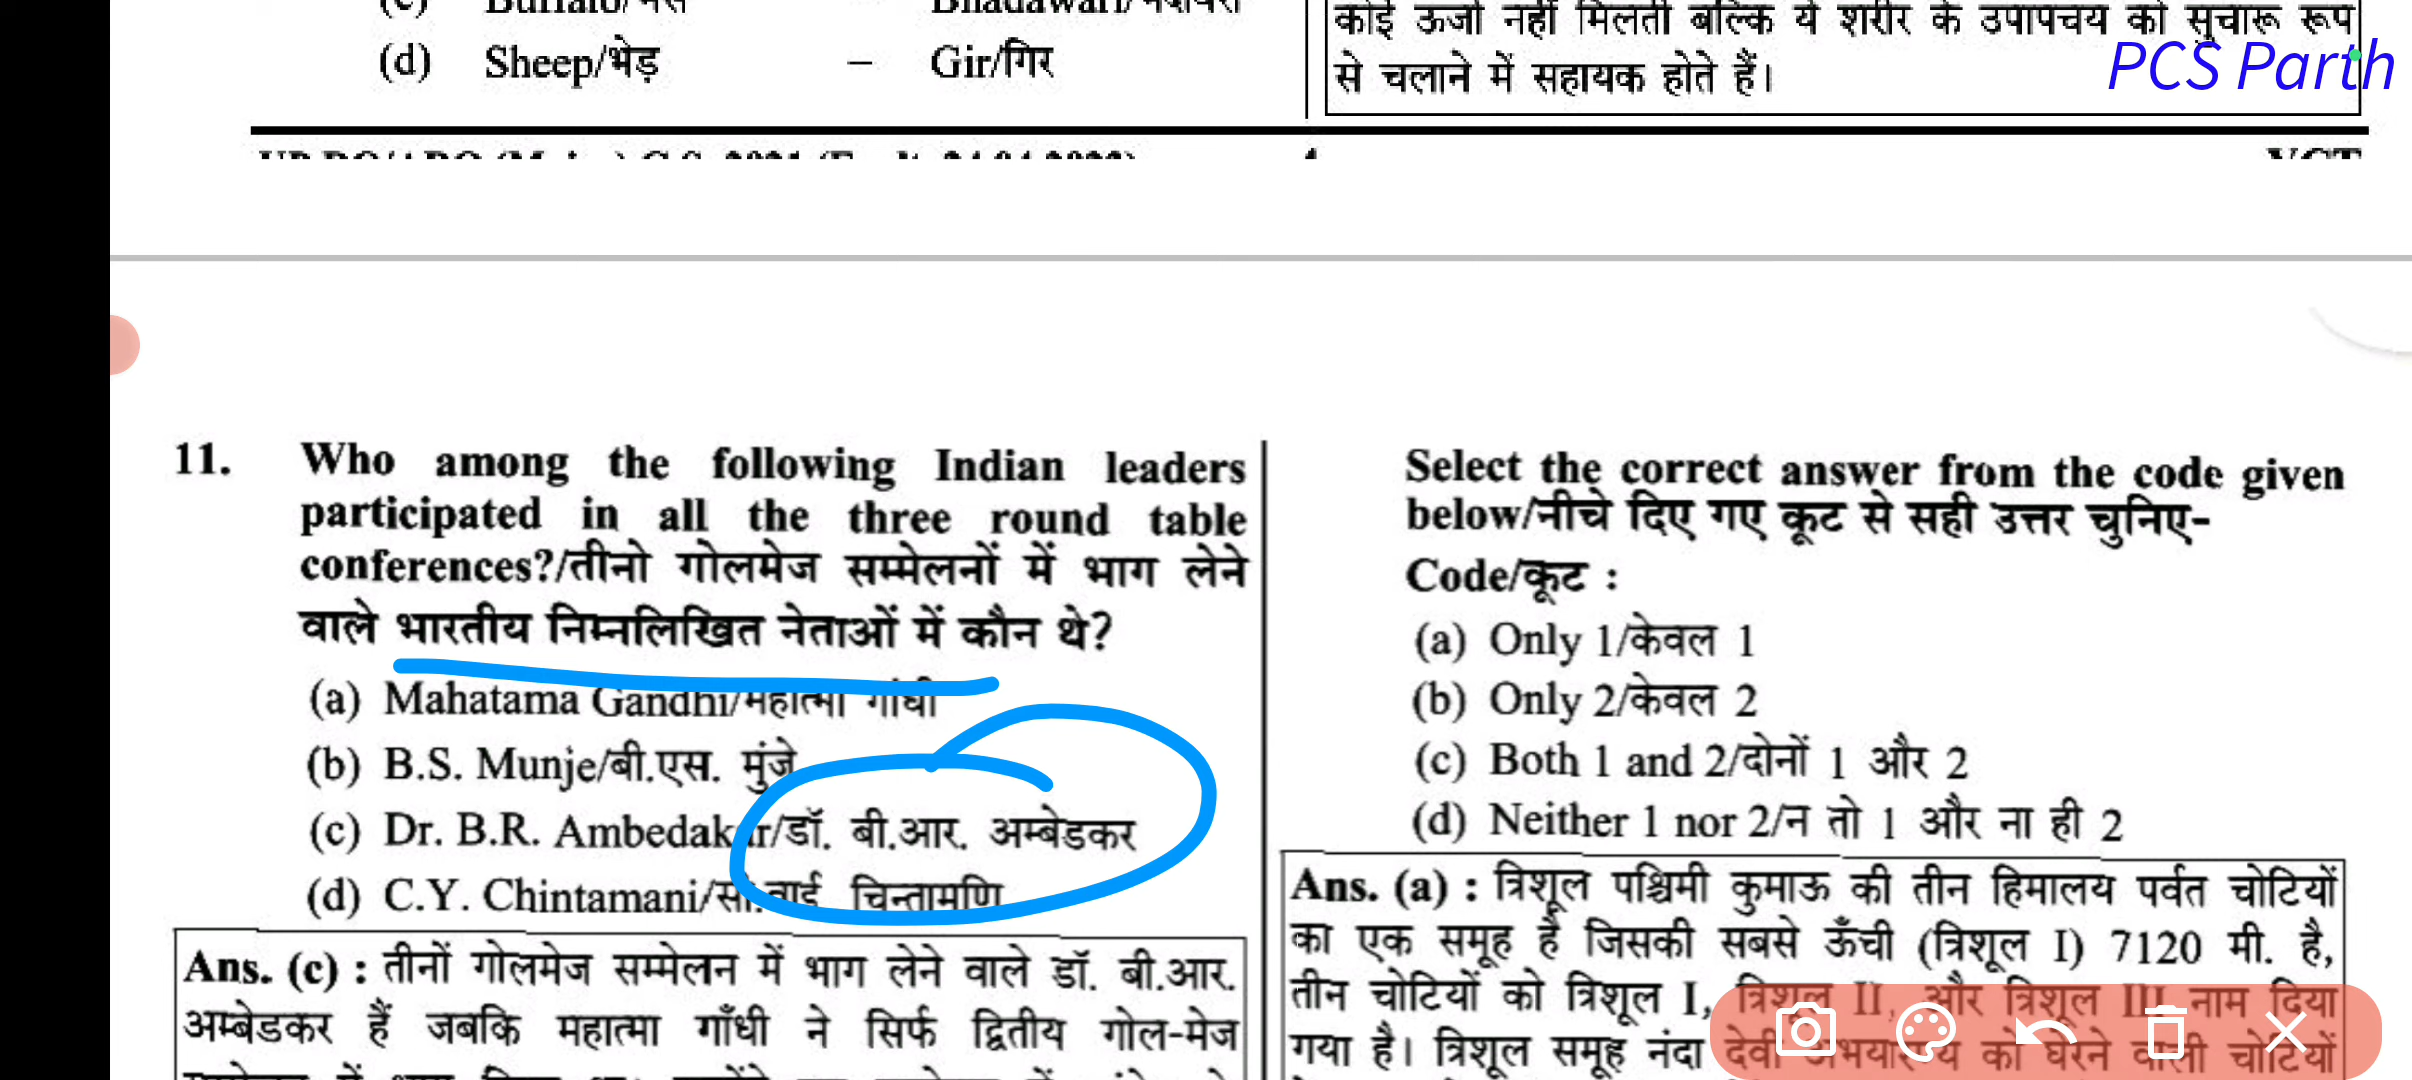 (d) Sheep/भेड़ – Gir/गिर
कोई ऊर्जा नहीं मिलती बल्कि ये शरीर के उपापचय को सुचारू रूप
से चलाने में सहायक होते हैं।
PCS Parth
11. Who among the following Indian leaders
participated in all the three round table
conferences?/तीनो गोलमेज सम्मेलनों में भाग लेने
वाले भारतीय निम्नलिखित नेताओं में कौन थे?
(a) Mahatama Gandhi/महात्मा गांधी
(b) B.S. Munje/बी.एस. मुंजे
(c) Dr. B.R. Ambedakar/डॉ. बी.आर. अम्बेडकर
(d) C.Y. Chintamani/सी.वाई चिन्तामणि
Ans. (c) : तीनों गोलमेज सम्मेलन में भाग लेने वाले डॉ. बी.आर.
अम्बेडकर हैं जबकि महात्मा गाँधी ने सिर्फ द्वितीय गोल-मेज
Select the correct answer from the code given
below/नीचे दिए गए कूट से सही उत्तर चुनिए-
Code/कूट :
(a) Only 1/केवल 1
(b) Only 2/केवल 2
(c) Both 1 and 2/दोनों 1 और 2
(d) Neither 1 nor 2/न तो 1 और ना ही 2
Ans. (a) : त्रिशूल पश्चिमी कुमाऊ की तीन हिमालय पर्वत चोटियों
का एक समूह है जिसकी सबसे ऊँची (त्रिशूल I) 7120 मी. है,
तीन चोटियों को त्रिशूल I, त्रिशूल II, और त्रिशूल III नाम दिया
गया है। त्रिशूल समूह नंदा देवी को घेरने वाली चोटियों